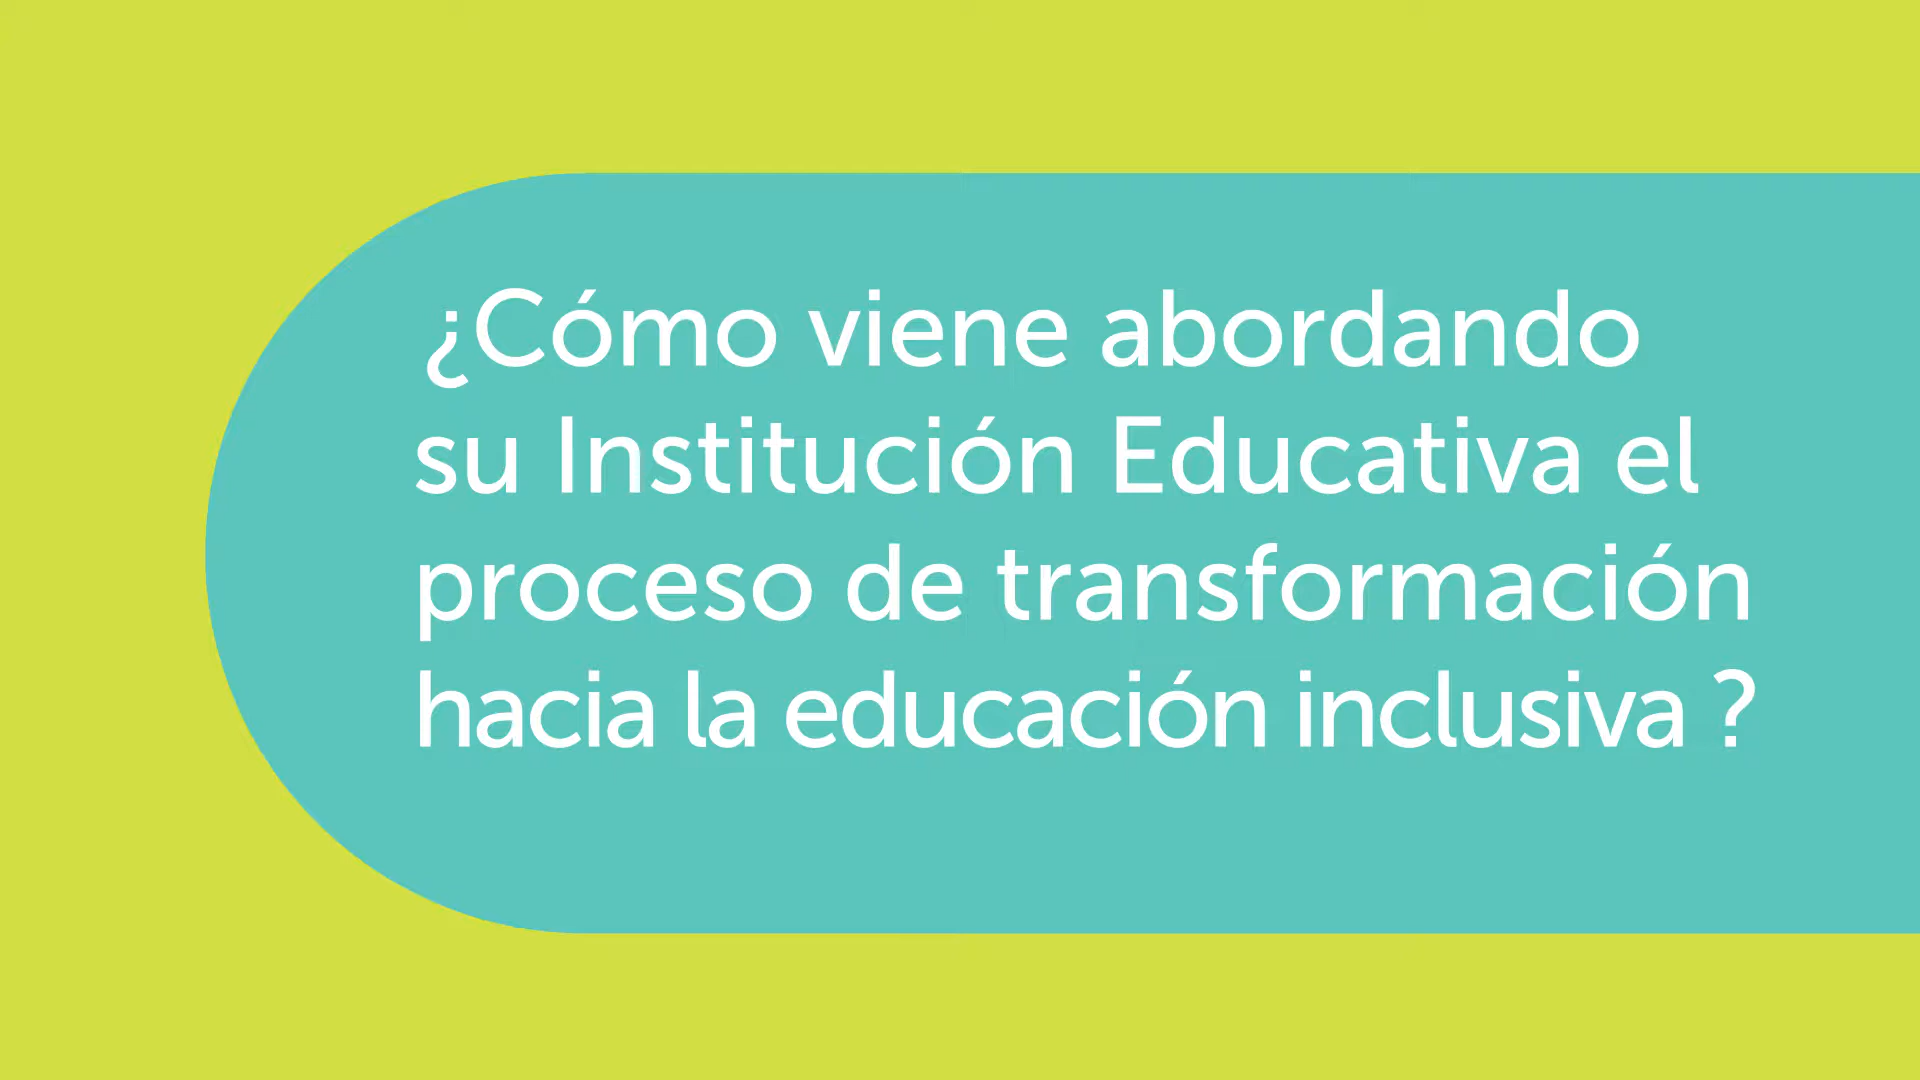 ¿Cómo viene abordando
su Institución Educativa el
proceso de transformación
hacia la educación inclusiva ?